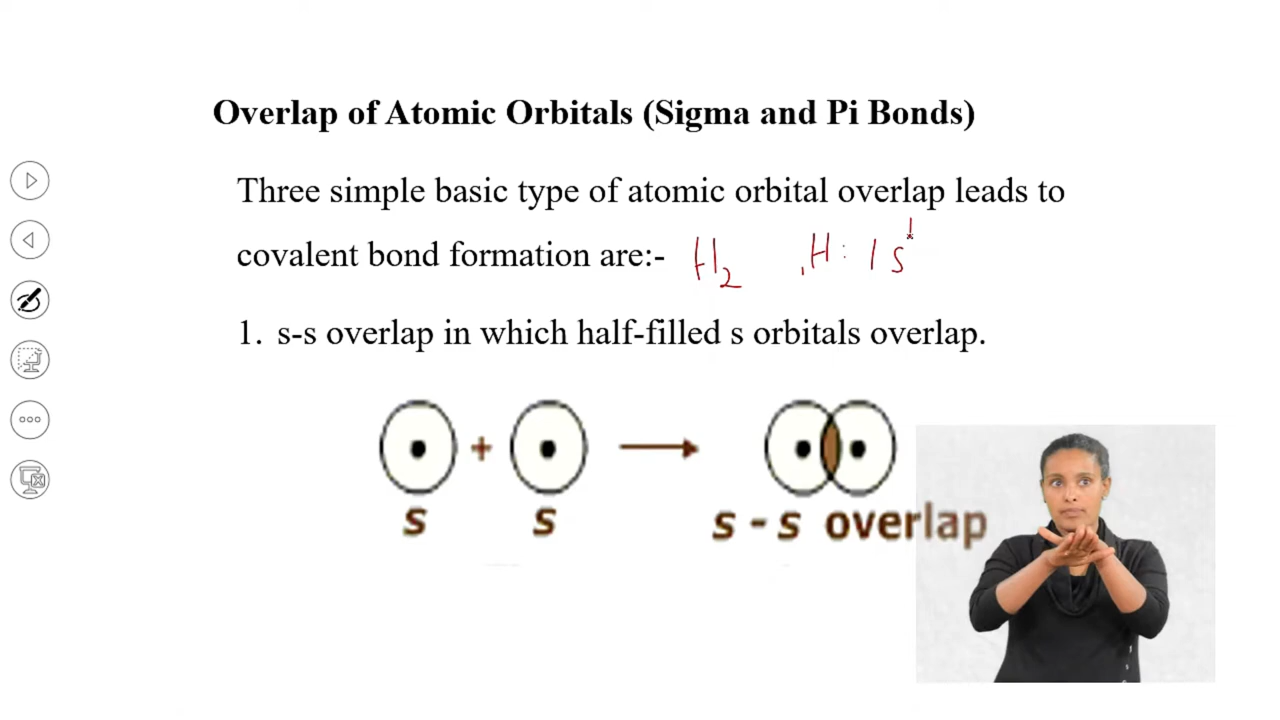 Overlap of Atomic Orbitals (Sigma and Pi Bonds)
Three simple basic type of atomic orbital overlap leads to
covalent bond formation are:- H₂ ₁H: 1s¹
1. s-s overlap in which half-filled s orbitals overlap.
+
s s s - s overlap